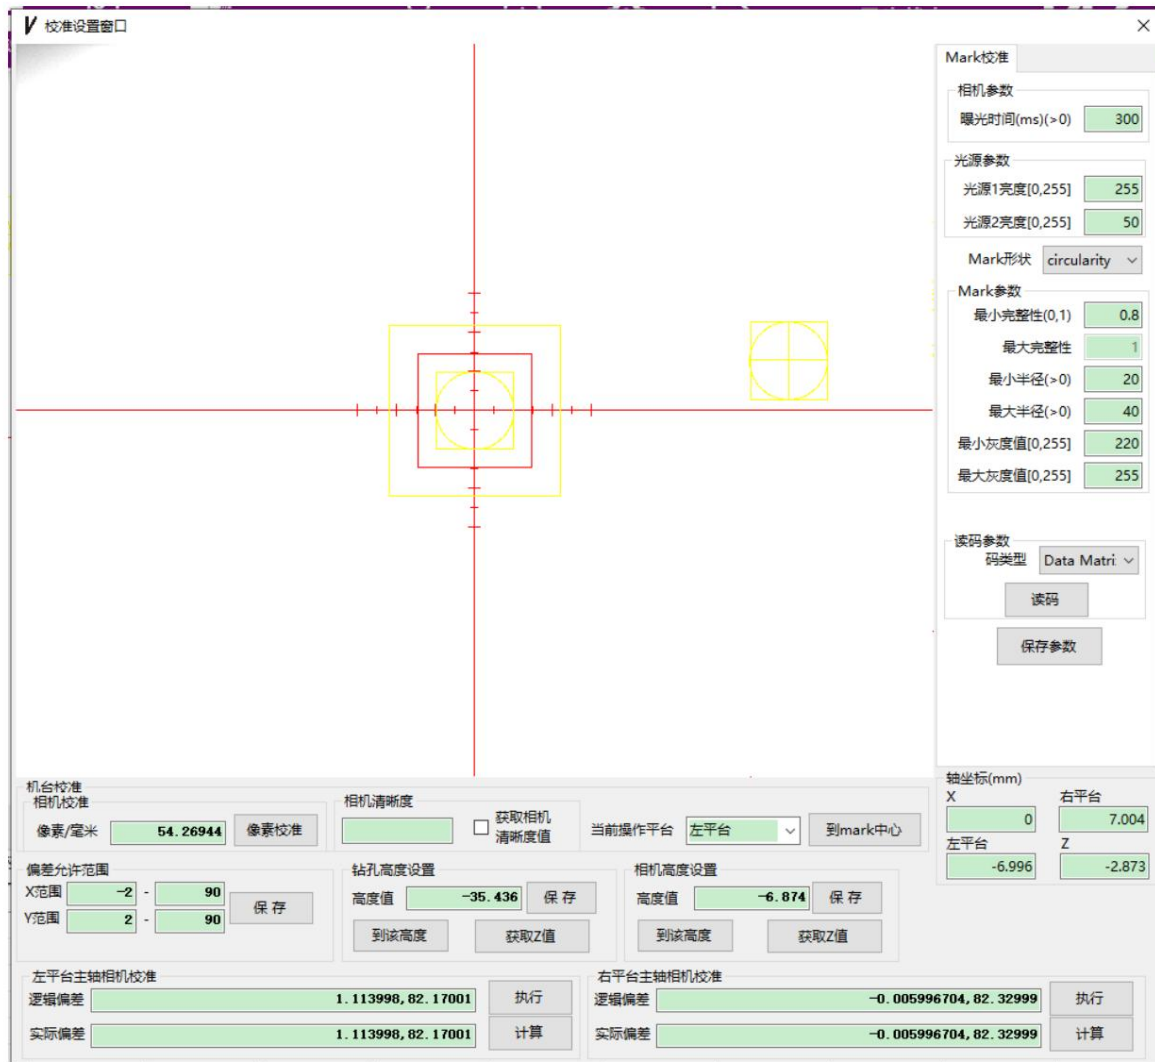 校准设置窗口
Mark校准
相机参数
曝光时间(ms)(>0) 300
光源参数
光源1亮度[0,255] 255
光源2亮度[0,255] 50
Mark形状 circularity
Mark参数
最小完整性(0,1) 0.8
最大完整性 1
最小半径(>0) 20
最大半径(>0) 40
最小灰度值[0,255] 220
最大灰度值[0,255] 255
读码参数
码类型 Data Matri
读码
保存参数
机台校准
相机校准
像素/毫米 54.26944 像素校准
相机清晰度
获取相机
清晰度值
当前操作平台 左平台 到mark中心
轴坐标(mm)
X 右平台
0 7.004
左平台 Z
-6.996 -2.873
偏差允许范围
X范围 -2 - 90
Y范围 2 - 90
保存
钻孔高度设置
高度值 -35.436 保存
到该高度 获取Z值
相机高度设置
高度值 -6.874 保存
到该高度 获取Z值
左平台主轴相机校准
逻辑偏差 1.113998,82.17001 执行
实际偏差 1.113998,82.17001 计算
右平台主轴相机校准
逻辑偏差 -0.005996704,82.32999 执行
实际偏差 -0.005996704,82.32999 计算